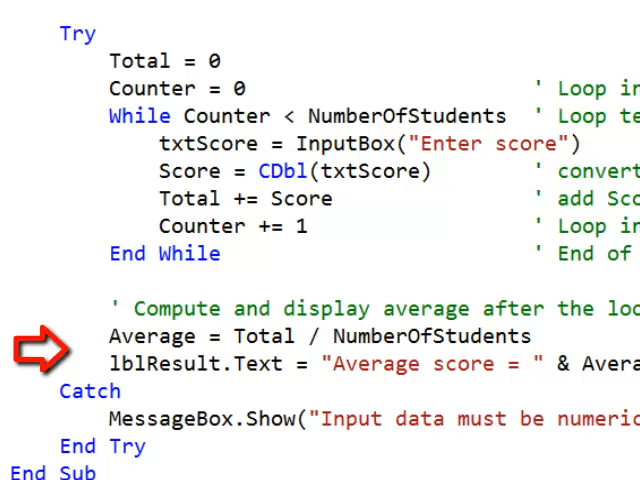 Try
Total = 0
Counter = 0 ' Loop in
While Counter < NumberOfStudents ' Loop te
txtScore = InputBox("Enter score")
Score = CDbl(txtScore) ' convert
Total += Score ' add Sco
Counter += 1 ' Loop in
End While ' End of
' Compute and display average after the loo
Average = Total / NumberOfStudents
lblResult.Text = "Average score = " & Avera
Catch
MessageBox.Show("Input data must be numeric
End Try
End Sub